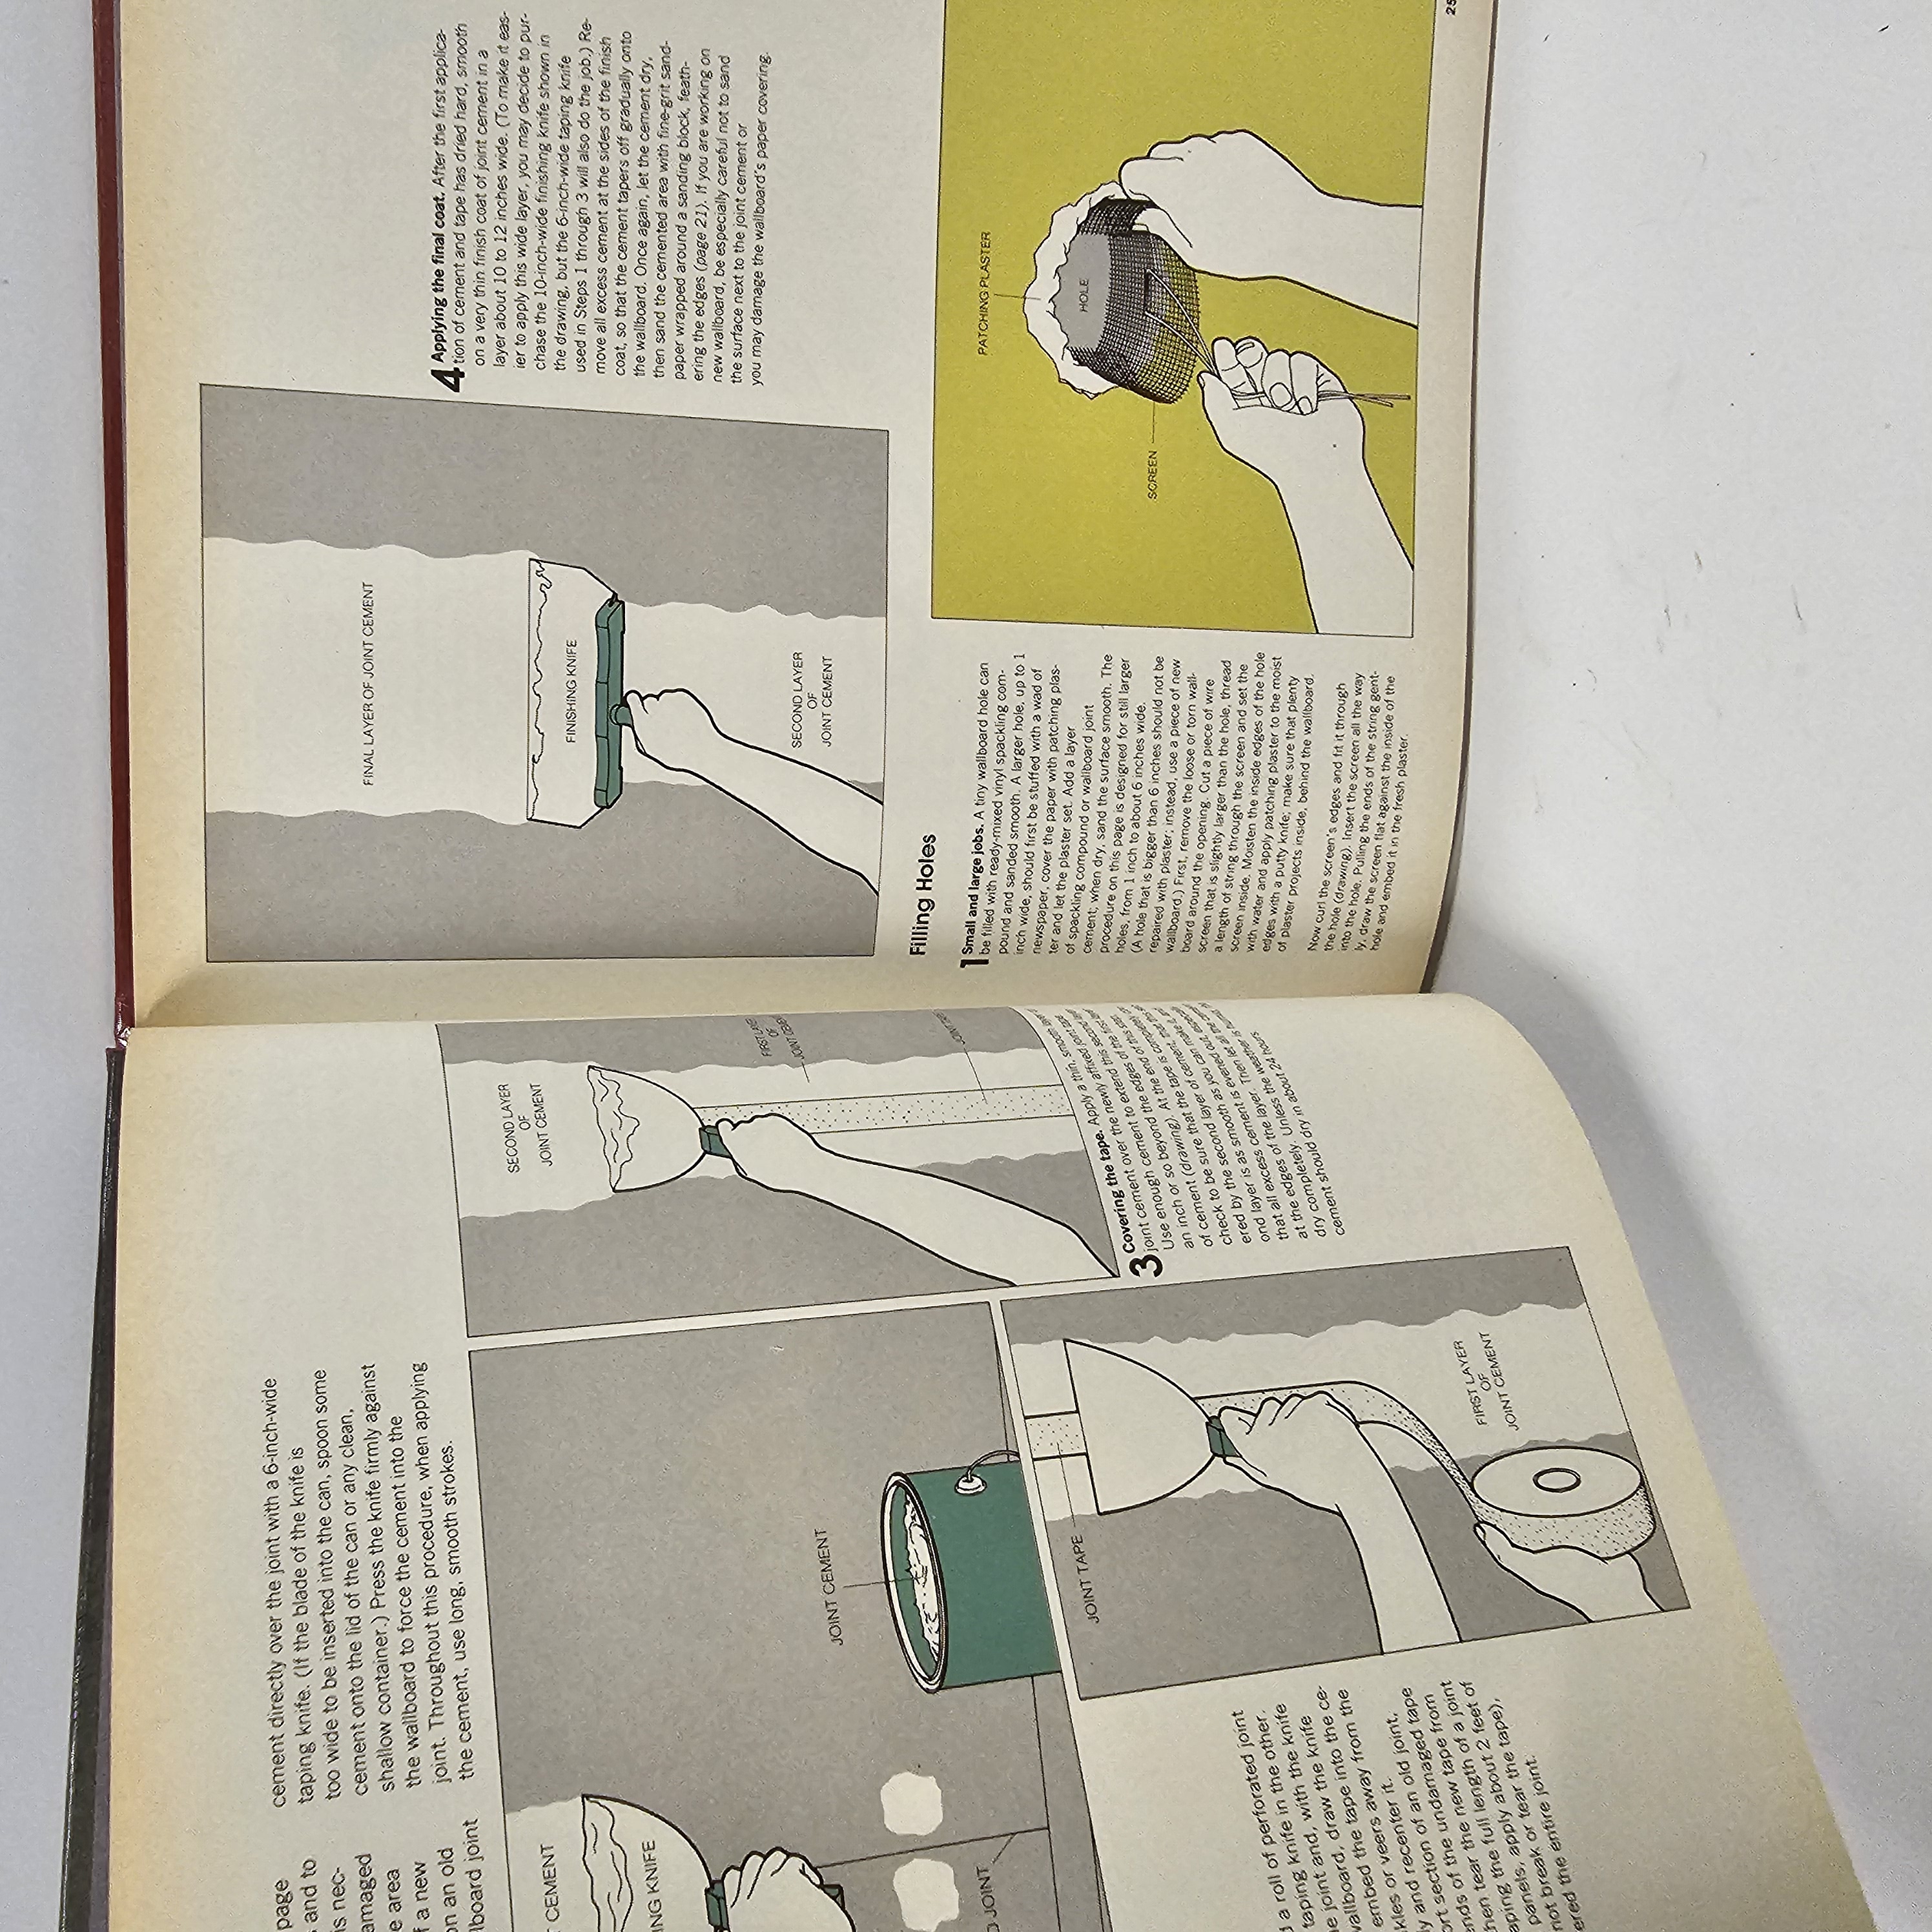 page
and to
is nec-
amaged
e area
f a new
on an old
lboard joint
cement directly over the joint with a 6-inch-wide
taping knife. (If the blade of the knife is
too wide to be inserted into the can, spoon some
cement onto the lid of the can or any clean,
shallow container.) Press the knife firmly against
the wallboard to force the cement into the
joint. Throughout this procedure, when applying
the cement, use long, smooth strokes.
CEMENT
ING KNIFE
JOINT CEMENT
JOINT
SECOND LAYER
OF
JOINT CEMENT
FIRST LAYER
OF
JOINT CEMENT
JOINT TAPE
JOINT TAPE
FIRST LAYER
OF
JOINT CEMENT
d a roll of perforated joint
taping knife in the other.
e joint and, with the knife
wallboard, draw the knife
embed the tape into the ce-
kles or veers away from the
ly and recenter it.
ort section of an old joint,
ends of the undamaged tape
hen tear the new tape from
aping the full length of a joint
panels, apply about 2 feet of
not break or tear the tape),
ered the entire joint.
3 Covering the tape. Apply a thin, smooth layer of
joint cement over the newly affixed joint tape.
Use enough cement to extend this second layer
an inch or so beyond the edges of the first layer
of cement (drawing). At the end of this step,
check to be sure that the tape is completely cov-
ered by the second layer of cement, that this sec-
ond layer is as smooth as you can make it, and
that all excess cement is evened out, especially
at the edges of the layer. Then let all the cement
dry completely. Unless the weather is humid, the
cement should dry in about 24 hours.
FINAL LAYER OF JOINT CEMENT
FINISHING KNIFE
SECOND LAYER
OF
JOINT CEMENT
4 Applying the final coat. After the first applica-
tion of cement and tape has dried hard, smooth
on a very thin finish coat of joint cement in a
layer about 10 to 12 inches wide. (To make it eas-
ier to apply this wide layer, you may decide to pur-
chase the 10-inch-wide finishing knife shown in
the drawing, but the 6-inch-wide taping knife
used in Steps 1 through 3 will also do the job.) Re-
move all excess cement at the sides of the finish
coat, so that the cement tapers off gradually onto
the wallboard. Once again, let the cement dry,
then sand the cemented area with fine-grit sand-
paper wrapped around a sanding block, feath-
ering the edges (page 21). If you are working on
new wallboard, be especially careful not to sand
the surface next to the joint cement or
you may damage the wallboard's paper covering.
Filling Holes
1 Small and large jobs. A tiny wallboard hole can
be filled with ready-mixed vinyl spackling com-
pound and sanded smooth. A larger hole, up to 1
inch wide, should first be stuffed with a wad of
newspaper, cover the paper with patching plas-
ter and let the plaster set. Add a layer
of spackling compound or wallboard joint
cement; when dry, sand the surface smooth. The
procedure on this page is designed for still larger
holes, from 1 inch to about 6 inches wide.
(A hole that is bigger than 6 inches should not be
repaired with plaster; instead, use a piece of new
wallboard.) First, remove the loose or torn wall-
board around the opening. Cut a piece of wire
screen that is slightly larger than the hole, thread
a length of string through the screen and set the
screen inside. Moisten the inside edges of the hole
with water and apply patching plaster to the moist
edges with a putty knife; make sure that plenty
of plaster projects inside, behind the wallboard.
Now curl the screen's edges and fit it through
the hole (drawing). Insert the screen all the way
into the hole. Pulling the ends of the string gent-
ly, draw the screen flat against the inside of the
hole and embed it in the fresh plaster.
PATCHING PLASTER
HOLE
SCREEN
25